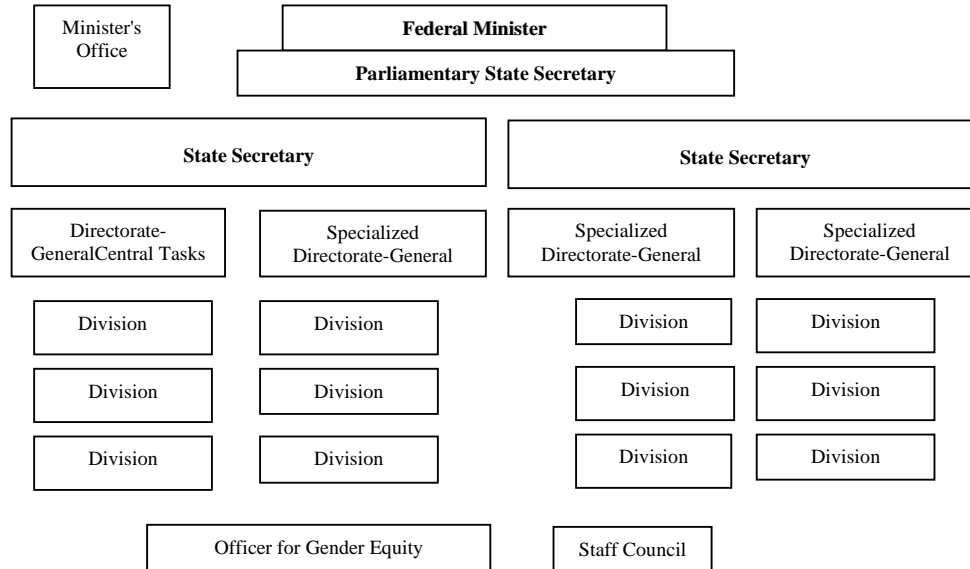 Minister's
Office
Federal Minister
Parliamentary State Secretary
State Secretary
State Secretary
Directorate-
GeneralCentral Tasks
Specialized
Directorate-General
Specialized
Directorate-General
Specialized
Directorate-General
Division
Division
Division
Division
Division
Division
Division
Division
Division
Division
Division
Division
Officer for Gender Equity
Staff Council